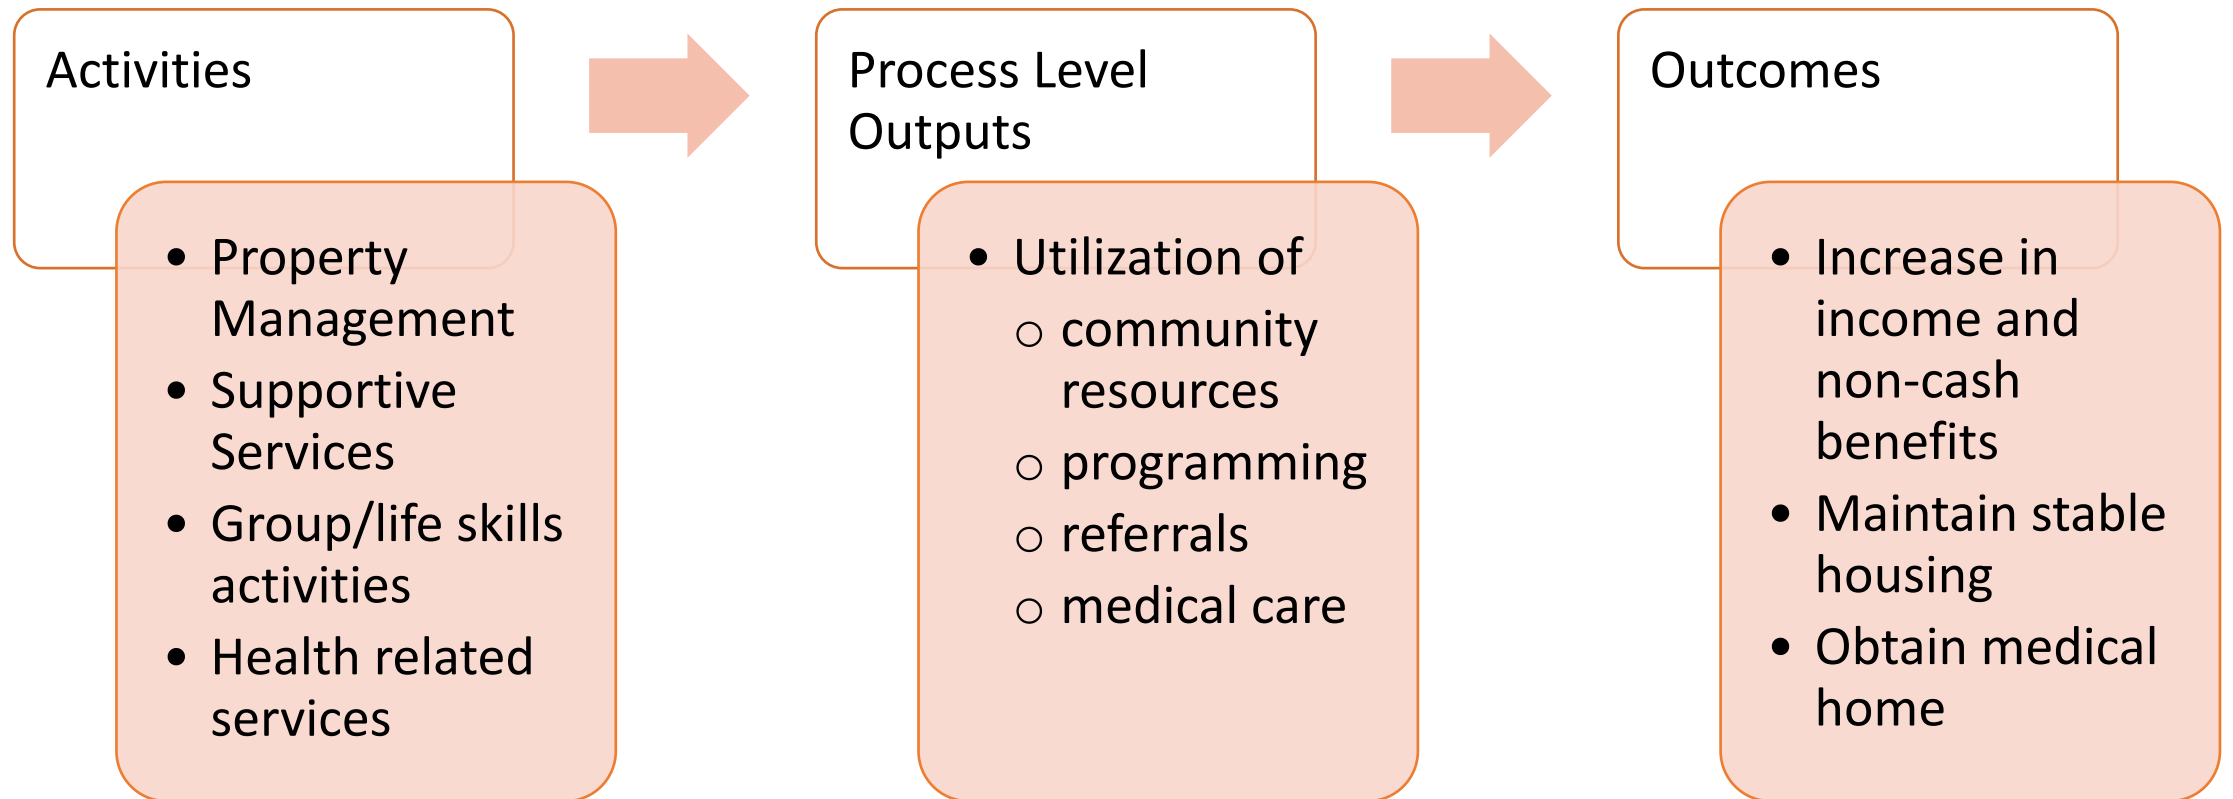 Activities
• Property
Management
• Supportive
Services
• Group/life skills
activities
• Health related
services
Process Level
Outputs
• Utilization of
o community
resources
o programming
o referrals
o medical care
Outcomes
• Increase in
income and
non-cash
benefits
• Maintain stable
housing
• Obtain medical
home